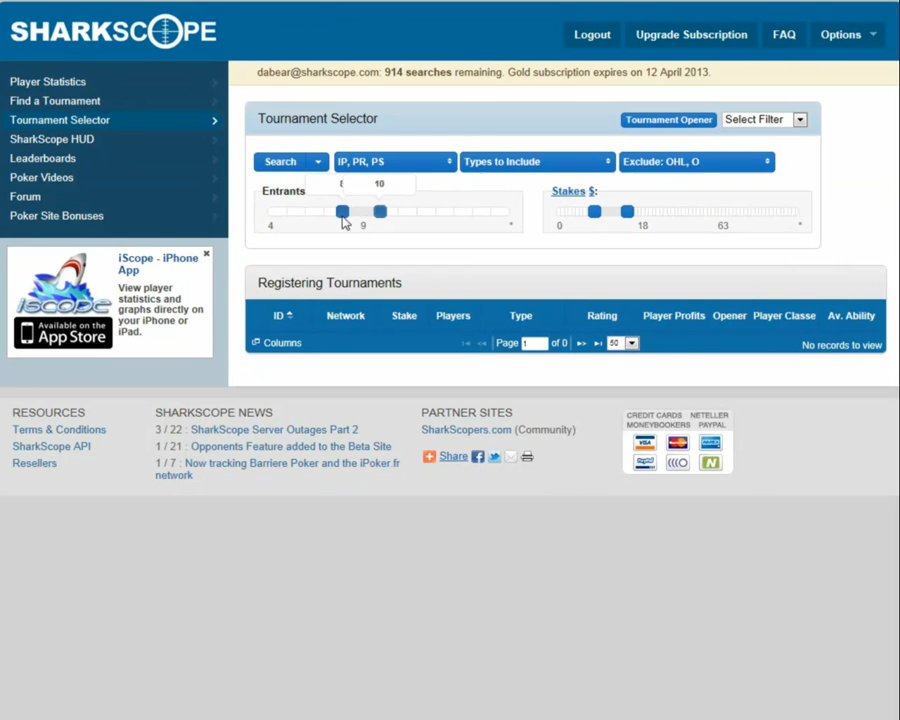 SHARKSCOPE
Logout
Upgrade Subscription
FAQ
Options
dabear@sharkscope.com: 914 searches remaining. Gold subscription expires on 12 April 2013.
Player Statistics
Find a Tournament
Tournament Selector
SharkScope HUD
Leaderboards
Poker Videos
Forum
Poker Site Bonuses
iScope - iPhone
App
View player
statistics and
graphs directly on
your iPhone or
iPad.
iscope
Available on the
App Store
Tournament Selector
Tournament Opener
Select Filter
Search
IP, PR, PS
Types to Include
Exclude: OHL, O
Entrants
10
4 9 *
Stakes $:
0 18 63 *
Registering Tournaments
ID Network Stake Players Type Rating Player Profits Opener Player Classe Av. Ability
Columns
Page 1 of 0
50
No records to view
RESOURCES
Terms & Conditions
SharkScope API
Resellers
SHARKSCOPE NEWS
3 / 22 : SharkScope Server Outages Part 2
1 / 21 : Opponents Feature added to the Beta Site
1 / 7 : Now tracking Barriere Poker and the iPoker.fr
network
PARTNER SITES
SharkScopers.com (Community)
Share
CREDIT CARDS NETELLER
MONEYBOOKERS PAYPAL
VISA